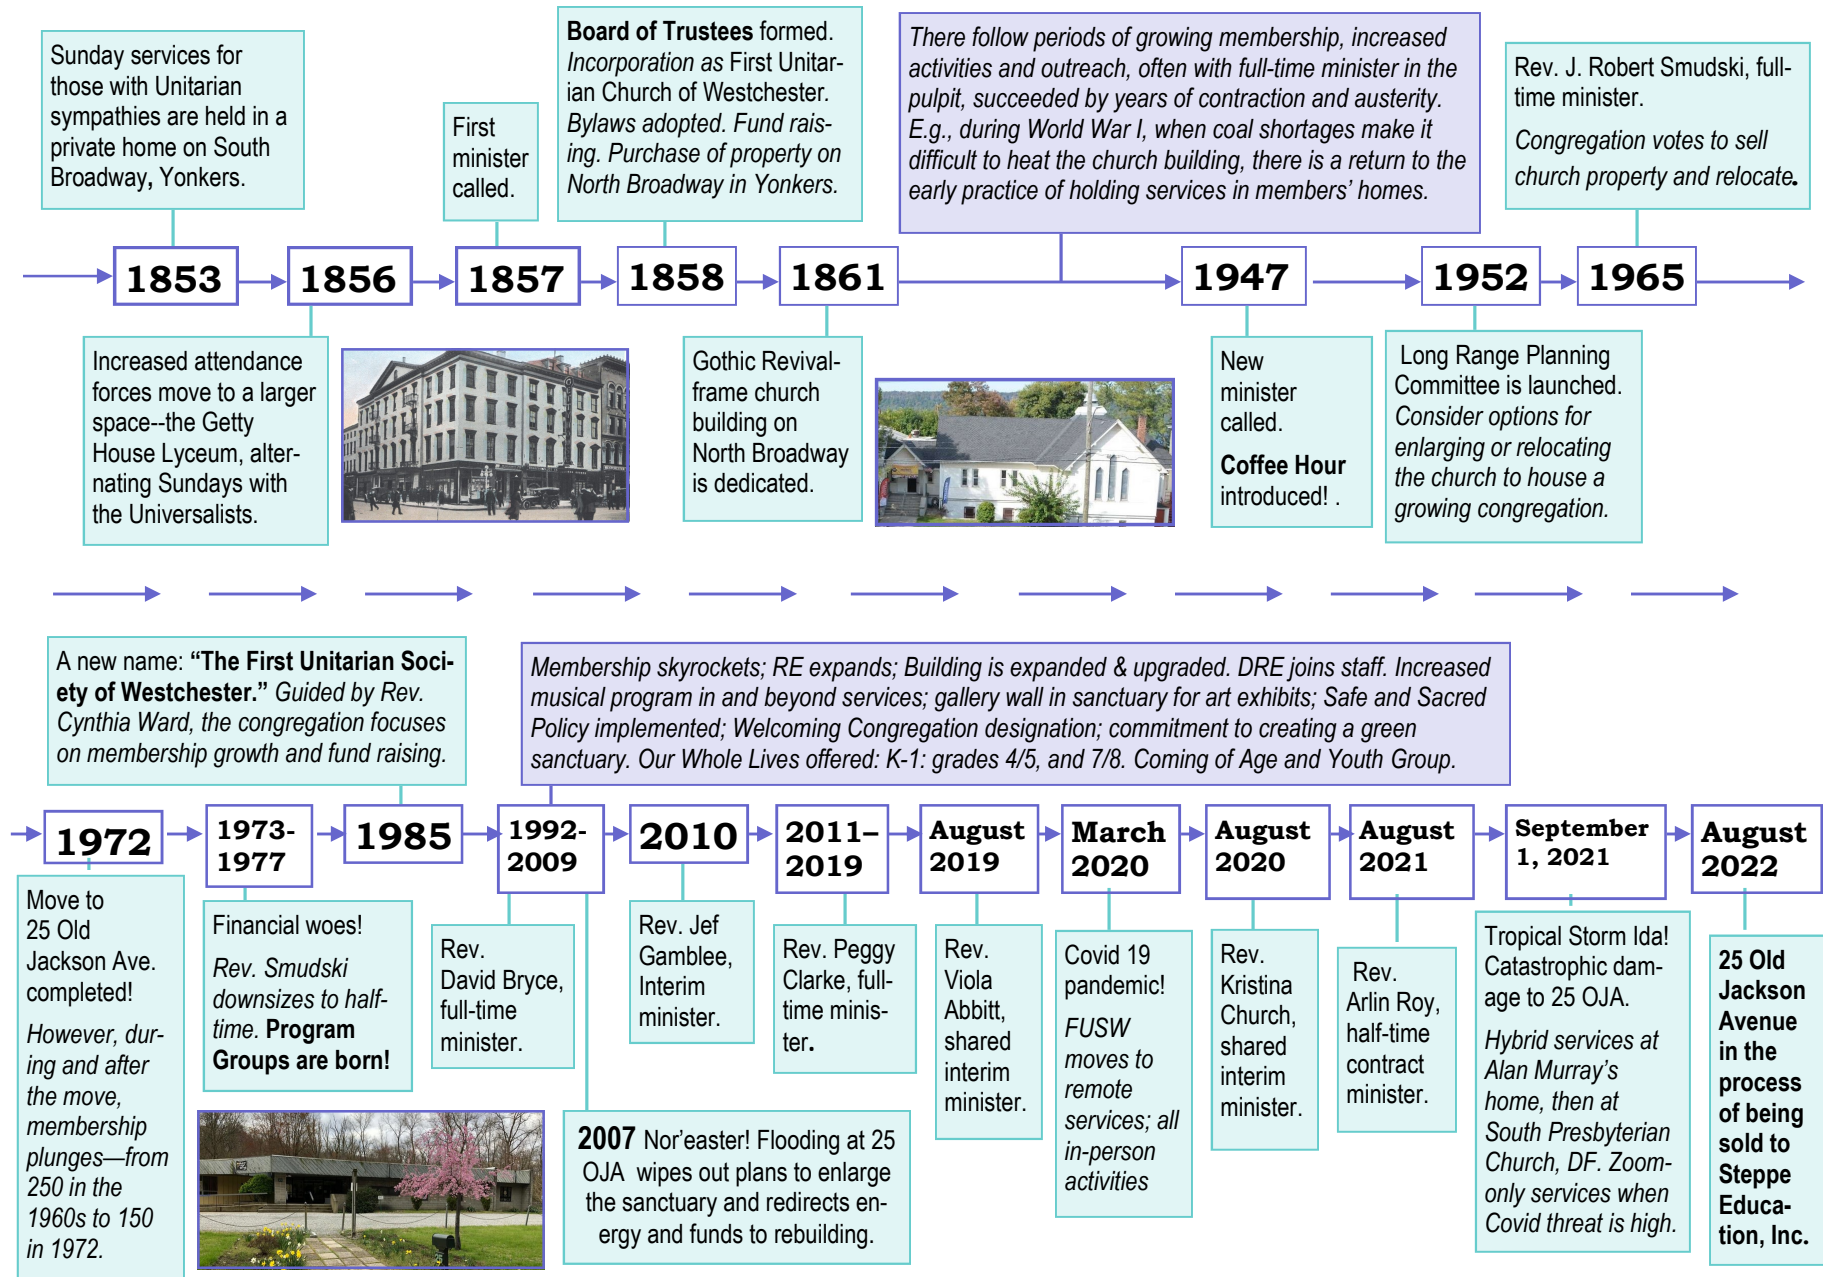 Sunday services for
those with Unitarian
sympathies are held in a
private home on South
Broadway, Yonkers.
First
minister
called.
Board of Trustees formed.
Incorporation as First Unitar-
ian Church of Westchester.
Bylaws adopted. Fund rais-
ing. Purchase of property on
North Broadway in Yonkers.
There follow periods of growing membership, increased
activities and outreach, often with full-time minister in the
pulpit, succeeded by years of contraction and austerity.
E.g., during World War I, when coal shortages make it
difficult to heat the church building, there is a return to the
early practice of holding services in members' homes.
Rev. J. Robert Smudski, full-
time minister.
Congregation votes to sell
church property and relocate.
1853
1856
1857
1858
1861
1947
1952
1965
Increased attendance
forces move to a larger
space--the Getty
House Lyceum, alter-
nating Sundays with
the Universalists.
Gothic Revival-
frame church
building on
North Broadway
is dedicated.
New
minister
called.
Coffee Hour
introduced! .
Long Range Planning
Committee is launched.
Consider options for
enlarging or relocating
the church to house a
growing congregation.
A new name: “The First Unitarian Soci-
ety of Westchester.” Guided by Rev.
Cynthia Ward, the congregation focuses
on membership growth and fund raising.
Membership skyrockets; RE expands; Building is expanded & upgraded. DRE joins staff. Increased
musical program in and beyond services; gallery wall in sanctuary for art exhibits; Safe and Sacred
Policy implemented; Welcoming Congregation designation; commitment to creating a green
sanctuary. Our Whole Lives offered: K-1: grades 4/5, and 7/8. Coming of Age and Youth Group.
1972
1973-
1977
1985
1992-
2009
2010
2011–
2019
August
2019
March
2020
August
2020
August
2021
September
1, 2021
August
2022
Move to
25 Old
Jackson Ave.
completed!
However, dur-
ing and after
the move,
membership
plunges—from
250 in the
1960s to 150
in 1972.
Financial woes!
Rev. Smudski
downsizes to half-
time. Program
Groups are born!
Rev.
David Bryce,
full-time
minister.
2007 Nor’easter! Flooding at 25
OJA wipes out plans to enlarge
the sanctuary and redirects en-
ergy and funds to rebuilding.
Rev. Jef
Gamblee,
Interim
minister.
Rev. Peggy
Clarke, full-
time minis-
ter.
Rev.
Viola
Abbitt,
shared
interim
minister.
Covid 19
pandemic!
FUSW
moves to
remote
services; all
in-person
activities
Rev.
Kristina
Church,
shared
interim
minister.
Rev.
Arlin Roy,
half-time
contract
minister.
Tropical Storm Ida!
Catastrophic dam-
age to 25 OJA.
Hybrid services at
Alan Murray’s
home, then at
South Presbyterian
Church, DF. Zoom-
only services when
Covid threat is high.
25 Old
Jackson
Avenue
in the
process
of being
sold to
Steppe
Educa-
tion, Inc.